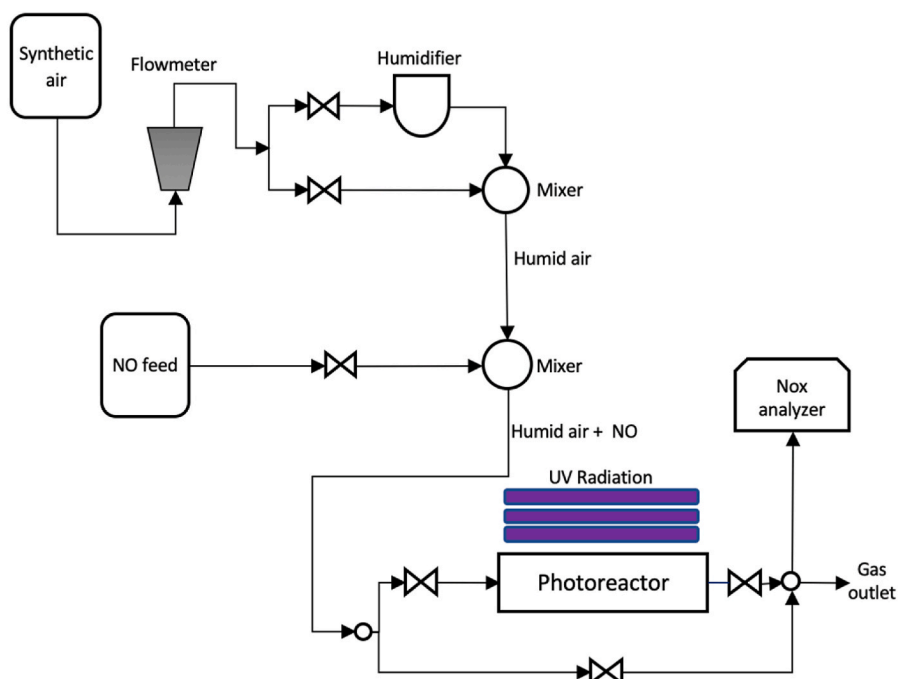 Synthetic
air
Flowmeter
Humidifier
Mixer
Humid air
NO feed
Mixer
Nox
analyzer
Humid air + NO
UV Radiation
Photoreactor
Gas
outlet